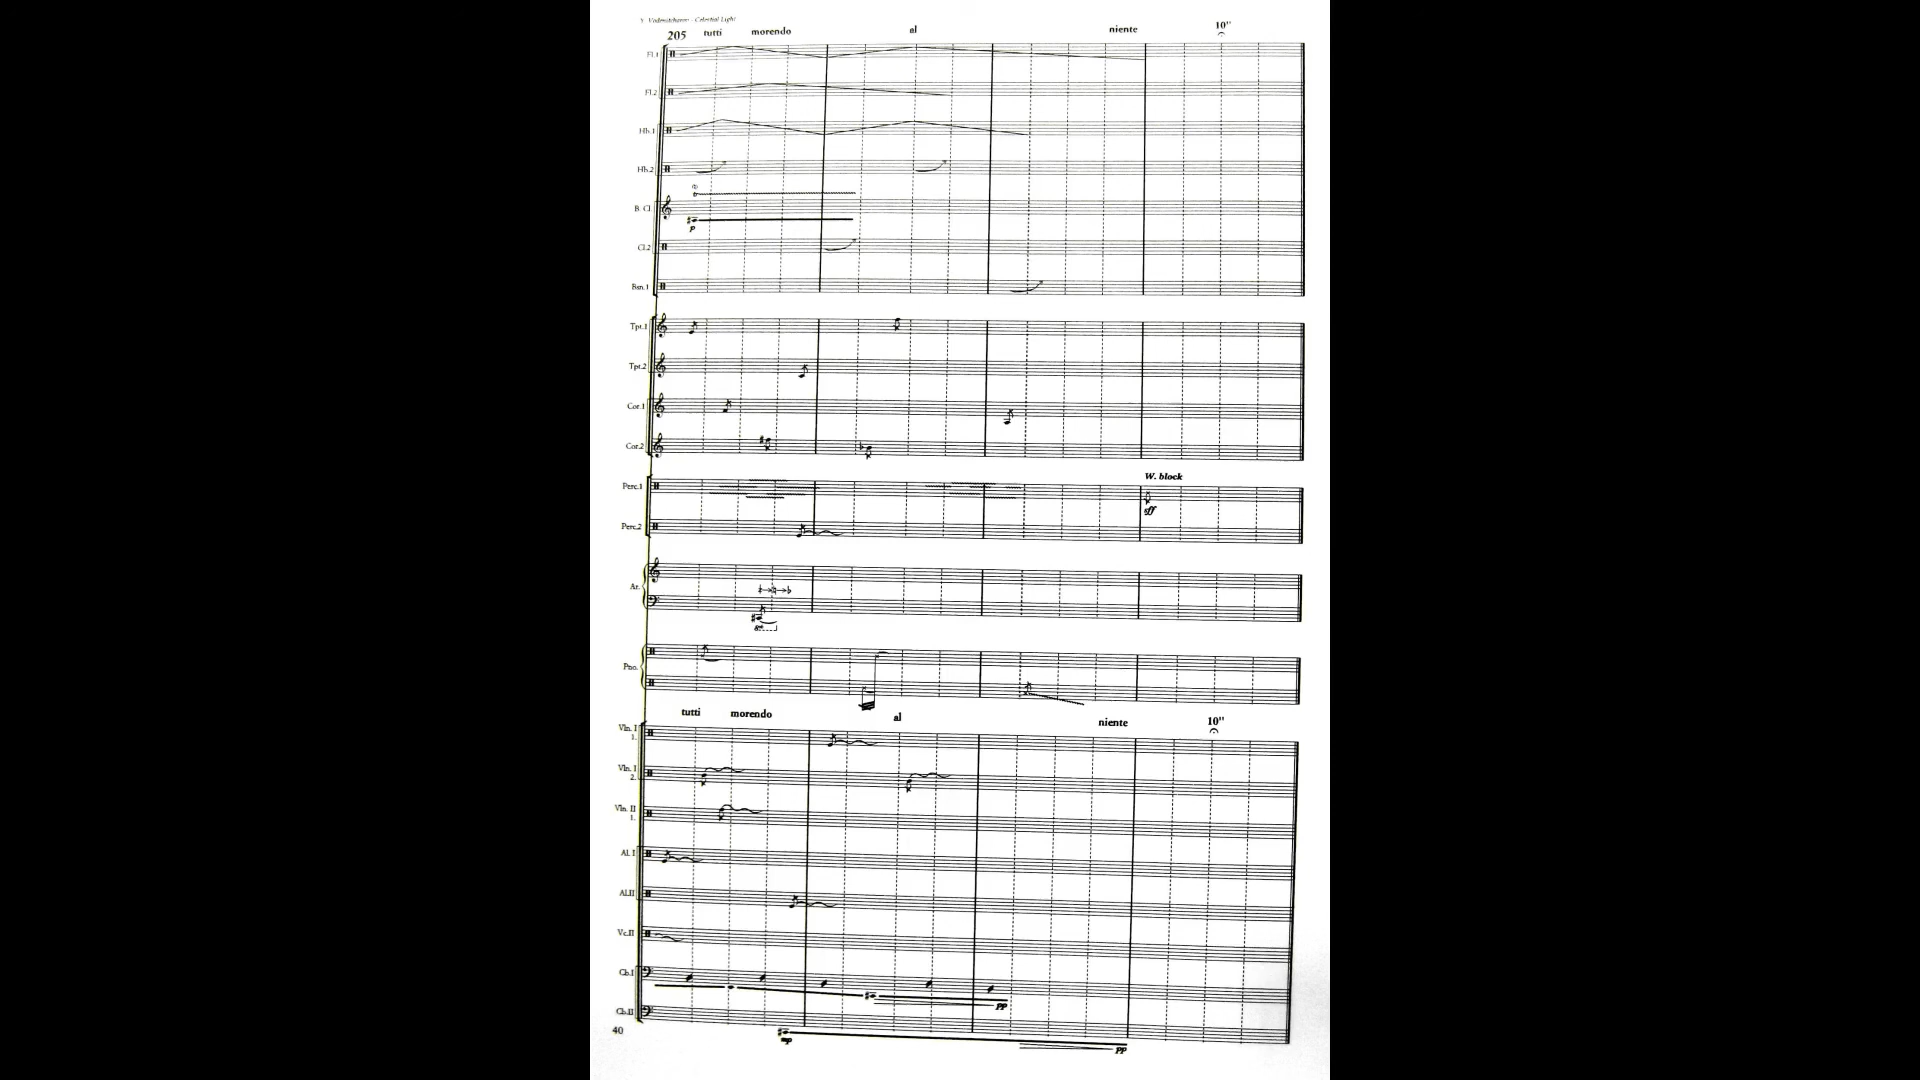 Y. Vodenitcharov - Celestial Light
205 tutti morendo al niente 10"
Fl.1
Fl.2
Hb.1
Hb.2
B. Cl.
p
Cl.2
Bsn.1
Tpt.1
Tpt.2
Cor.1
Cor.2
W. block
Perc.1
sff
Perc.2
Ar.
Pno.
tutti morendo al niente 10"
Vln. I
1.
Vln. I
2.
Vln. II
1.
Al. I
Al.II
Vc.II
Cb.I
pp
Cb.II
40
mp pp